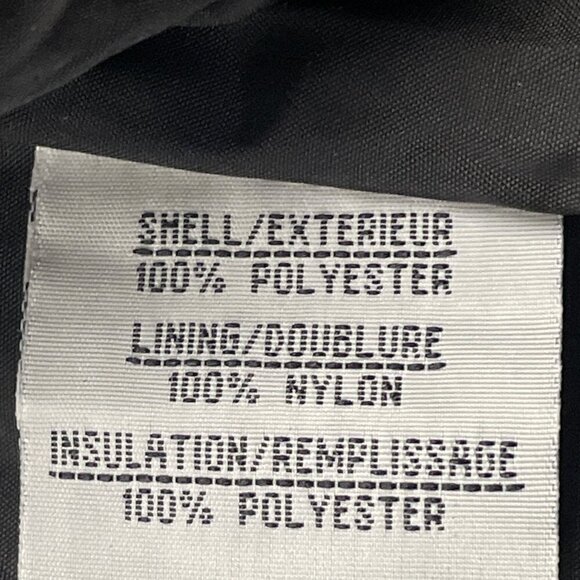 SHELL/EXTERIEUR
100% POLYESTER
LINING/DOUBLURE
100% NYLON
INSULATION/REMPLISSAGE
100% POLYESTER